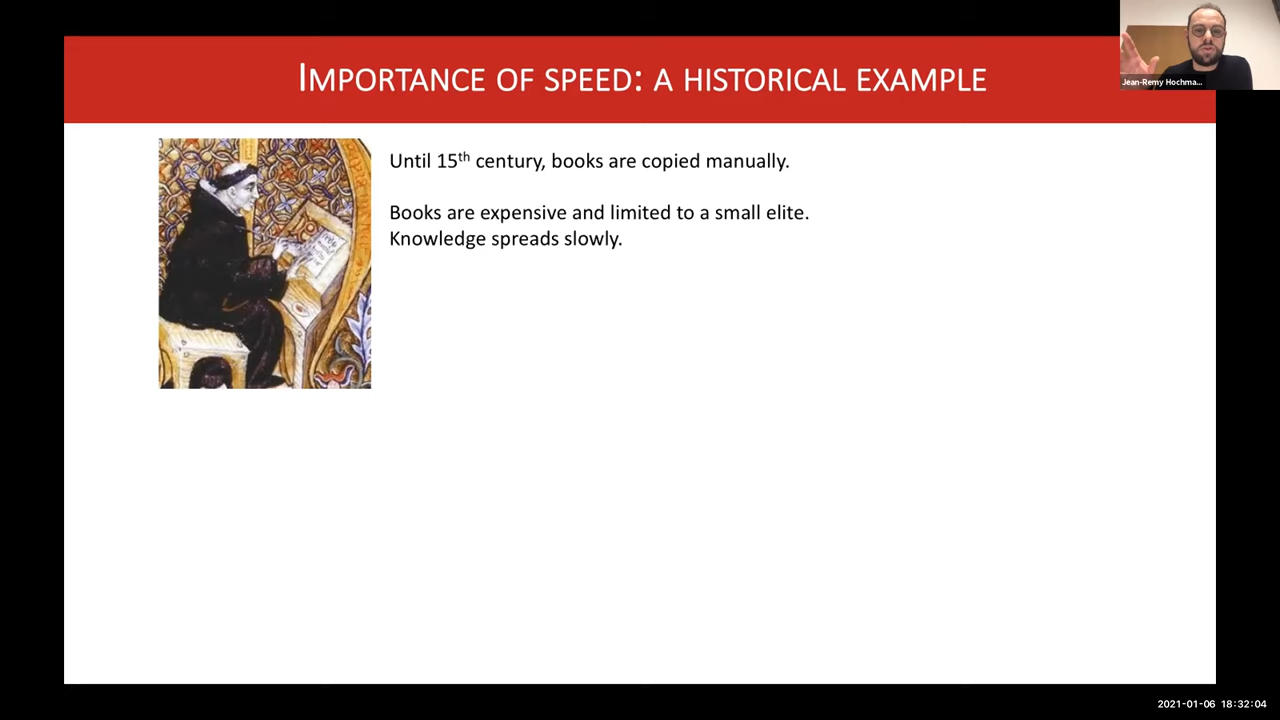 Jean-Remy Hochma...
IMPORTANCE OF SPEED: A HISTORICAL EXAMPLE
Until 15th century, books are copied manually.
Books are expensive and limited to a small elite.
Knowledge spreads slowly.
2021-01-06 18:32:04